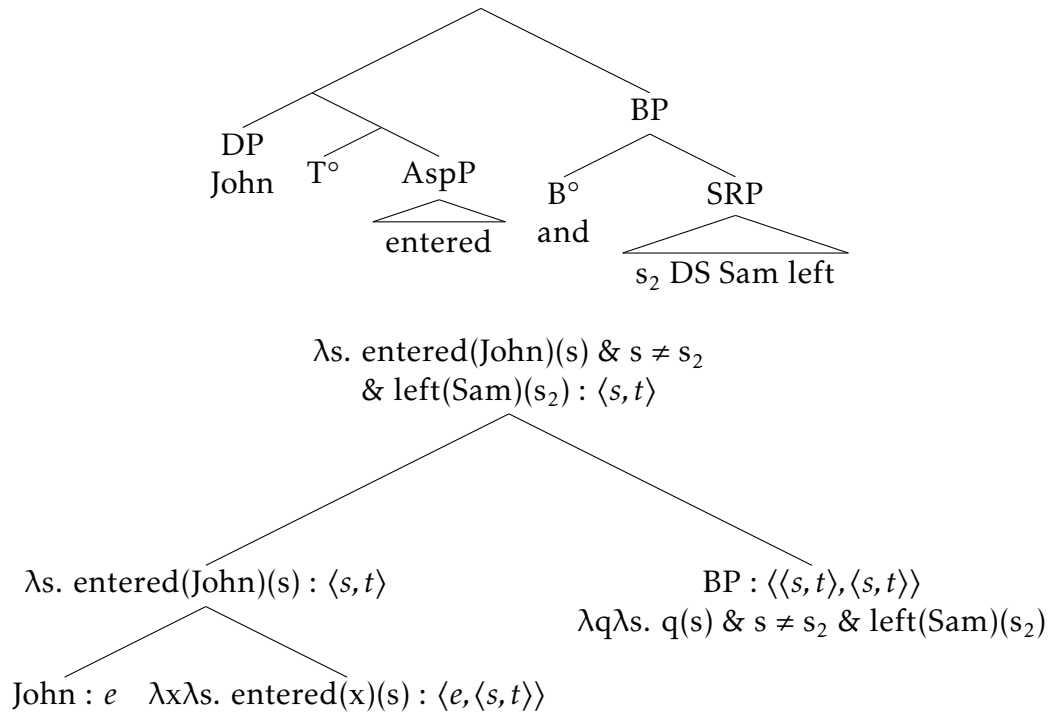 BP
DP
John
T° AspP B° SRP
entered and
s₂ DS Sam left
λs. entered(John)(s) & s ≠ s₂
& left(Sam)(s₂) : ⟨s, t⟩
λs. entered(John)(s) : ⟨s, t⟩ BP : ⟨⟨s, t⟩, ⟨s, t⟩⟩
λqλs. q(s) & s ≠ s₂ & left(Sam)(s₂)
John : e λxλs. entered(x)(s) : ⟨e, ⟨s, t⟩⟩